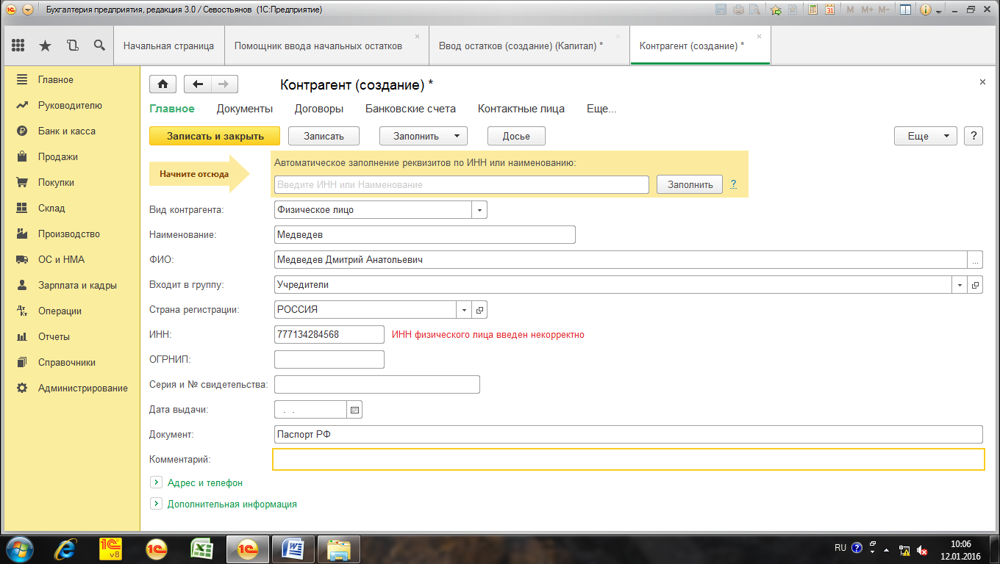 Бухгалтерия предприятия, редакция 3.0 / Севостьянов (1С:Предприятие)
M M+ M-
Начальная страница
Помощник ввода начальных остатков
Ввод остатков (создание) (Капитал) *
Контрагент (создание) *
Главное
Руководителю
Банк и касса
Продажи
Покупки
Склад
Производство
ОС и НМА
Зарплата и кадры
Операции
Отчеты
Справочники
Администрирование
Контрагент (создание) *
Главное Документы Договоры Банковские счета Контактные лица Еще...
Записать и закрыть Записать Заполнить Досье Еще ?
Начните отсюда
Автоматическое заполнение реквизитов по ИНН или наименованию:
Введите ИНН или Наименование Заполнить ?
Вид контрагента: Физическое лицо
Наименование: Медведев
ФИО: Медведев Дмитрий Анатольевич ...
Входит в группу: Учредители
Страна регистрации: РОССИЯ
ИНН: 777134284568 ИНН физического лица введен некорректно
ОГРНИП:
Серия и № свидетельства:
Дата выдачи: . .
Документ: Паспорт РФ
Комментарий:
Адрес и телефон
Дополнительная информация
RU
10:06
12.01.2016